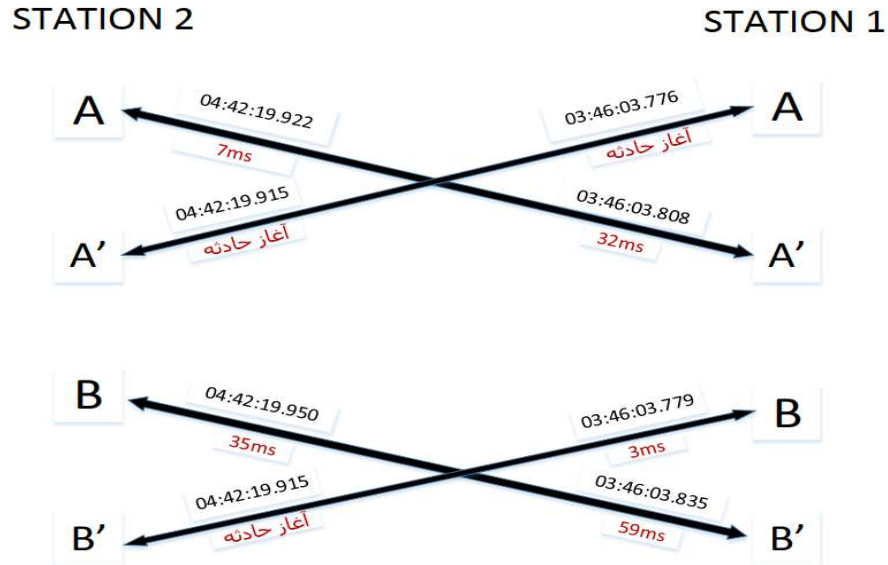 STATION 2
STATION 1
A
04:42:19.922
7ms
03:46:03.776
آغاز حادثه
A
A’
04:42:19.915
آغاز حادثه
03:46:03.808
32ms
A’
B
04:42:19.950
35ms
03:46:03.779
3ms
B
B’
04:42:19.915
آغاز حادثه
03:46:03.835
59ms
B’